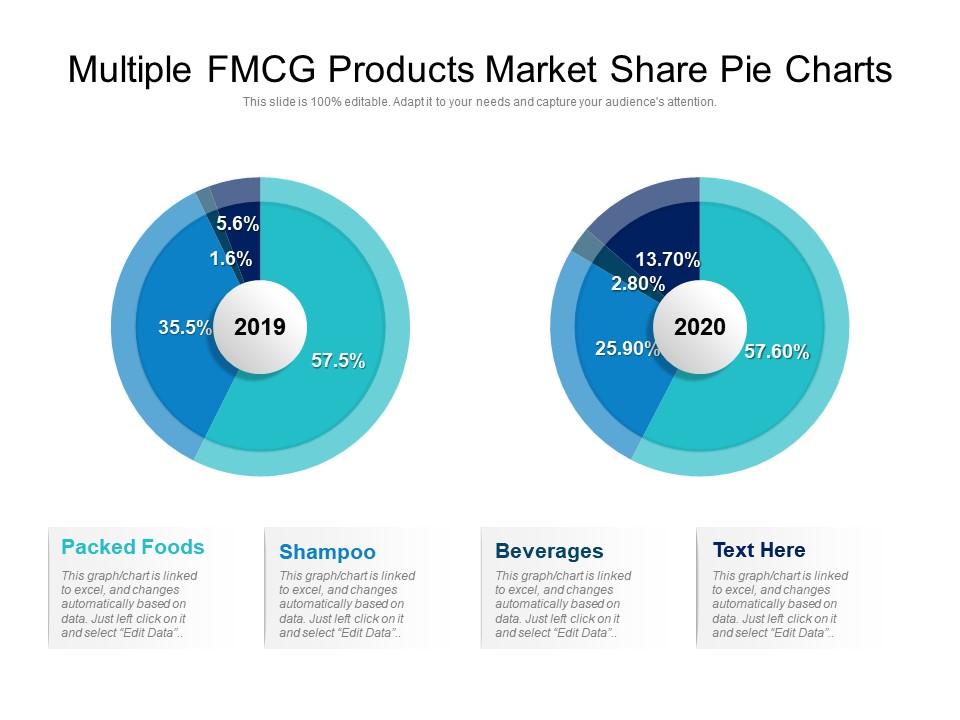 Multiple FMCG Products Market Share Pie Charts
This slide is 100% editable. Adapt it to your needs and capture your audience's attention.
5.6%
1.6%
35.5%
2019
57.5%
13.70%
2.80%
25.90%
2020
57.60%
Packed Foods
This graph/chart is linked
to excel, and changes
automatically based on
data. Just left click on it
and select “Edit Data”..
Shampoo
This graph/chart is linked
to excel, and changes
automatically based on
data. Just left click on it
and select “Edit Data”..
Beverages
This graph/chart is linked
to excel, and changes
automatically based on
data. Just left click on it
and select “Edit Data”..
Text Here
This graph/chart is linked
to excel, and changes
automatically based on
data. Just left click on it
and select “Edit Data”..